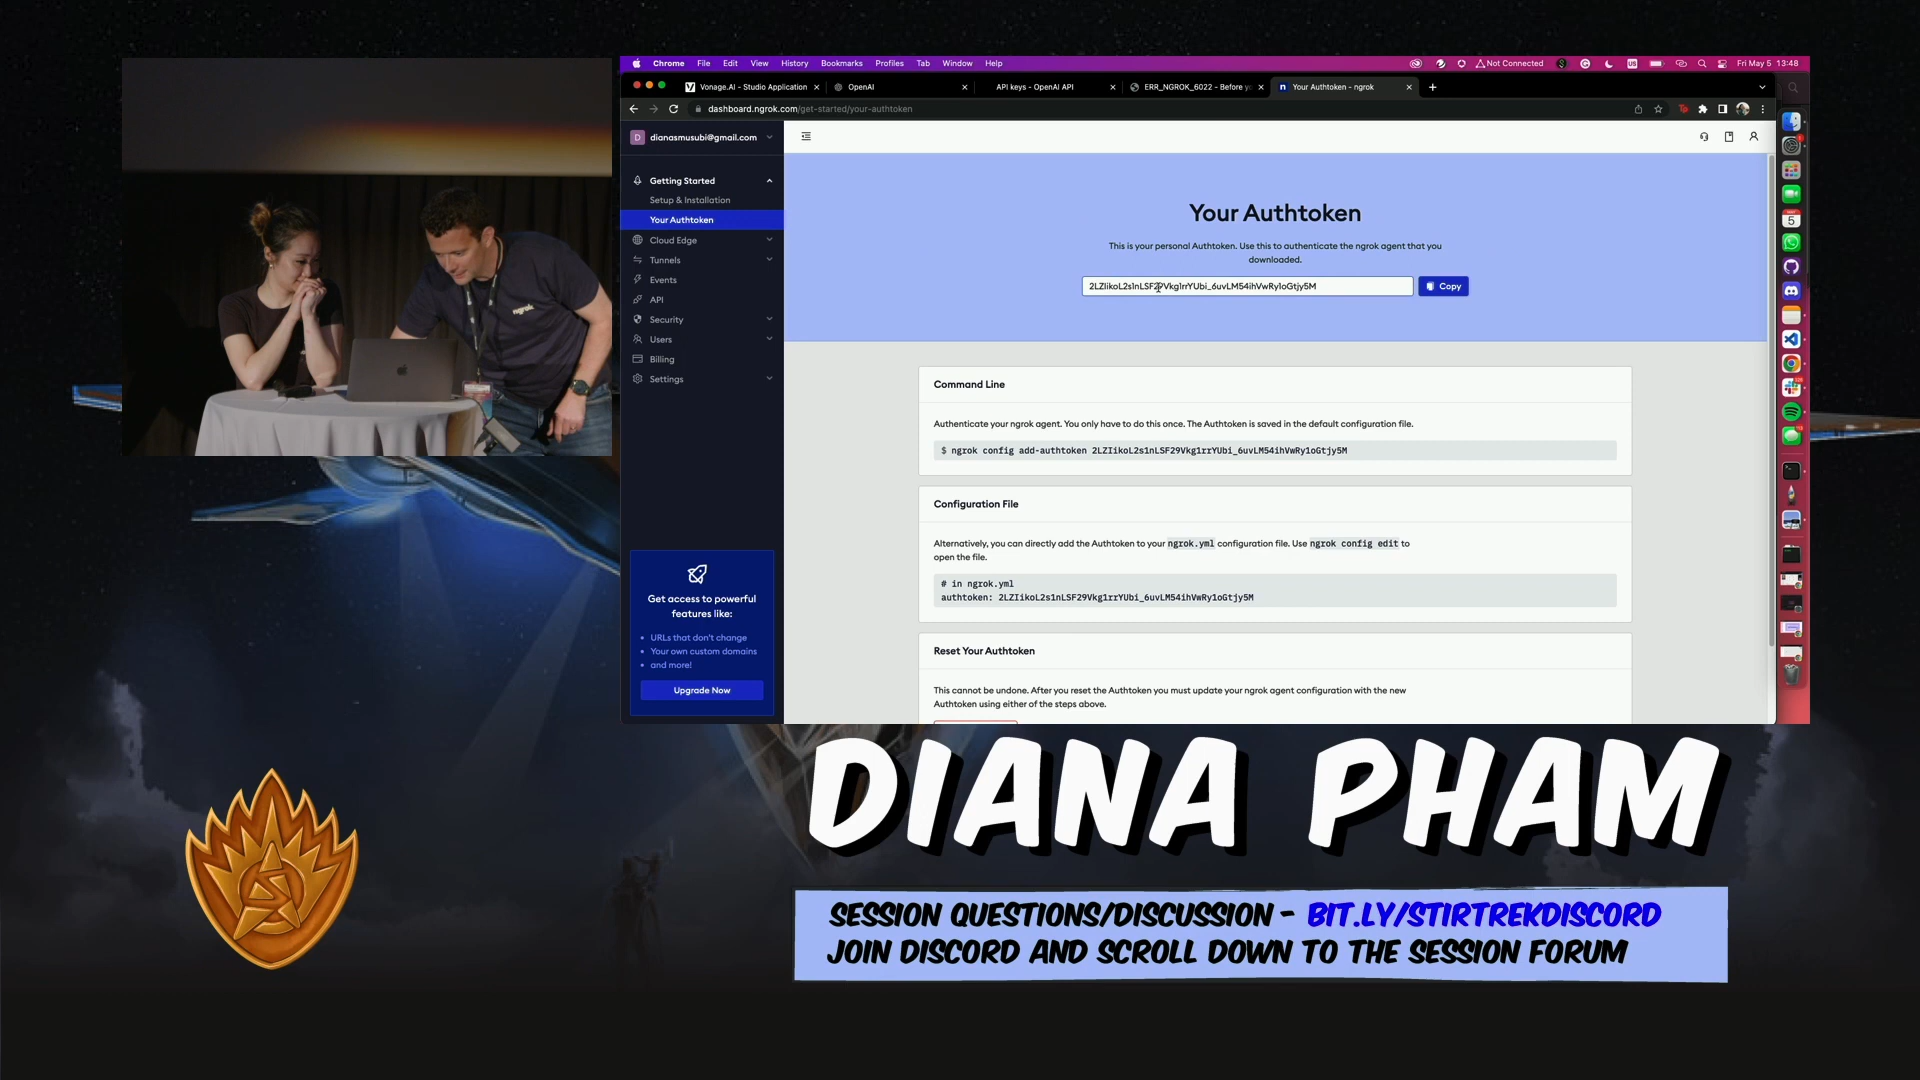 Chrome File Edit View History Bookmarks Profiles Tab Window Help
Not Connected
US
Fri May 5 13:48
Vonage.AI - Studio Application
OpenAI
API keys - OpenAI API
ERR_NGROK_6022 - Before y
Your Authtoken - ngrok
dashboard.ngrok.com/get-started/your-authtoken
D dianasmusubi@gmail.com
Getting Started
Setup & Installation
Your Authtoken
Cloud Edge
Tunnels
Events
API
Security
Users
Billing
Settings
Get access to powerful
features like:
• URLs that don't change
• Your own custom domains
• and more!
Upgrade Now
Your Authtoken
This is your personal Authtoken. Use this to authenticate the ngrok agent that you
downloaded.
2LZIikoL2s1nLSF29Vkg1rrYUbi_6uvLM54ihVwRy1oGtjy5M
Copy
Command Line
Authenticate your ngrok agent. You only have to do this once. The Authtoken is saved in the default configuration file.
$ ngrok config add-authtoken 2LZIikoL2s1nLSF29Vkg1rrYUbi_6uvLM54ihVwRy1oGtjy5M
Configuration File
Alternatively, you can directly add the Authtoken to your ngrok.yml configuration file. Use ngrok config edit to
open the file.
# in ngrok.yml
authtoken: 2LZIikoL2s1nLSF29Vkg1rrYUbi_6uvLM54ihVwRy1oGtjy5M
Reset Your Authtoken
This cannot be undone. After you reset the Authtoken you must update your ngrok agent configuration with the new
Authtoken using either of the steps above.
ngrok
DIANA PHAM
SESSION QUESTIONS/DISCUSSION - BIT.LY/STIRTREKDISCORD
JOIN DISCORD AND SCROLL DOWN TO THE SESSION FORUM